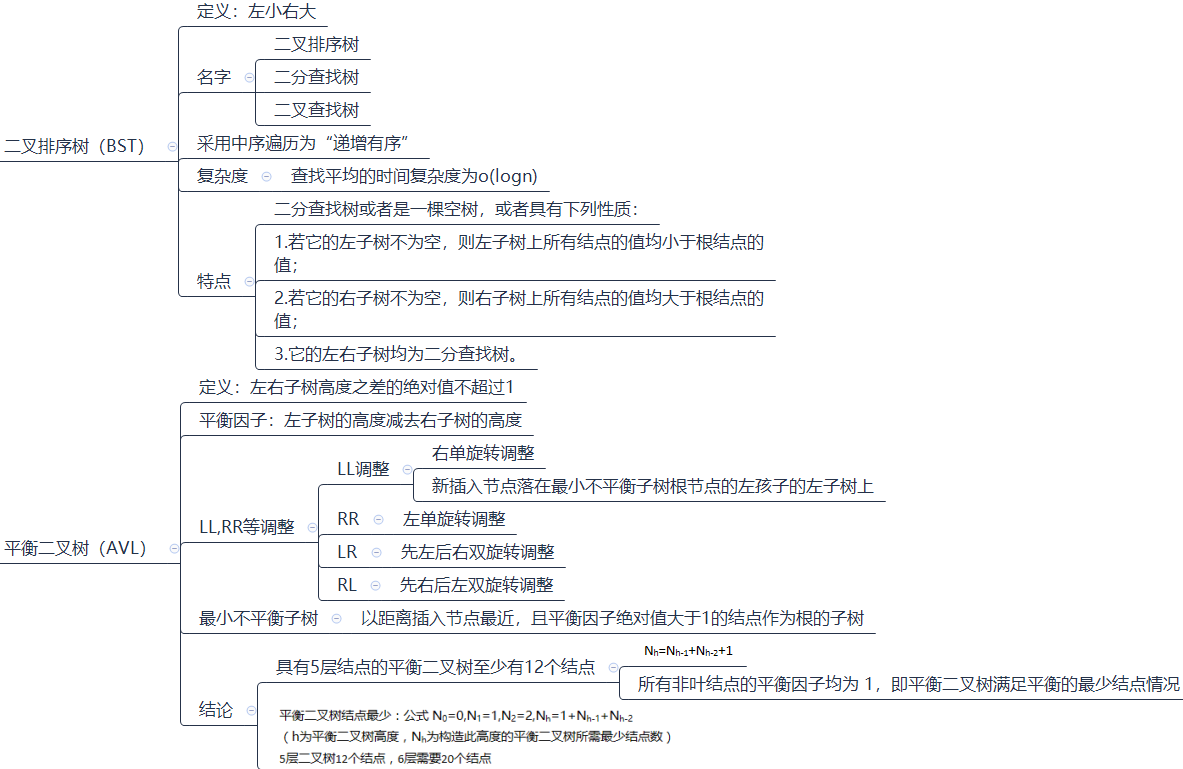 定义：左小右大
二叉排序树
名字
二分查找树
二叉查找树
二叉排序树（BST）
采用中序遍历为“递增有序”
复杂度
查找平均的时间复杂度为o(logn)
二分查找树或者是一棵空树，或者具有下列性质：
1.若它的左子树不为空，则左子树上所有结点的值均小于根结点的
值；
特点
2.若它的右子树不为空，则右子树上所有结点的值均大于根结点的
值；
3.它的左右子树均为二分查找树。
定义：左右子树高度之差的绝对值不超过1
平衡因子：左子树的高度减去右子树的高度
右单旋转调整
LL调整
新插入节点落在最小不平衡子树根节点的左孩子的左子树上
LL,RR等调整
RR
左单旋转调整
平衡二叉树（AVL）
LR
先左后右双旋转调整
RL
先右后左双旋转调整
最小不平衡子树
以距离插入节点最近，且平衡因子绝对值大于1的结点作为根的子树
Nh=Nh-1+Nh-2+1
具有5层结点的平衡二叉树至少有12个结点
所有非叶结点的平衡因子均为 1，即平衡二叉树满足平衡的最少结点情况
结论
平衡二叉树结点最少：公式 N0=0,N1=1,N2=2,Nh=1+Nh-1+Nh-2
（h为平衡二叉树高度，Nh为构造此高度的平衡二叉树所需最少结点数）
5层二叉树12个结点，6层需要20个结点